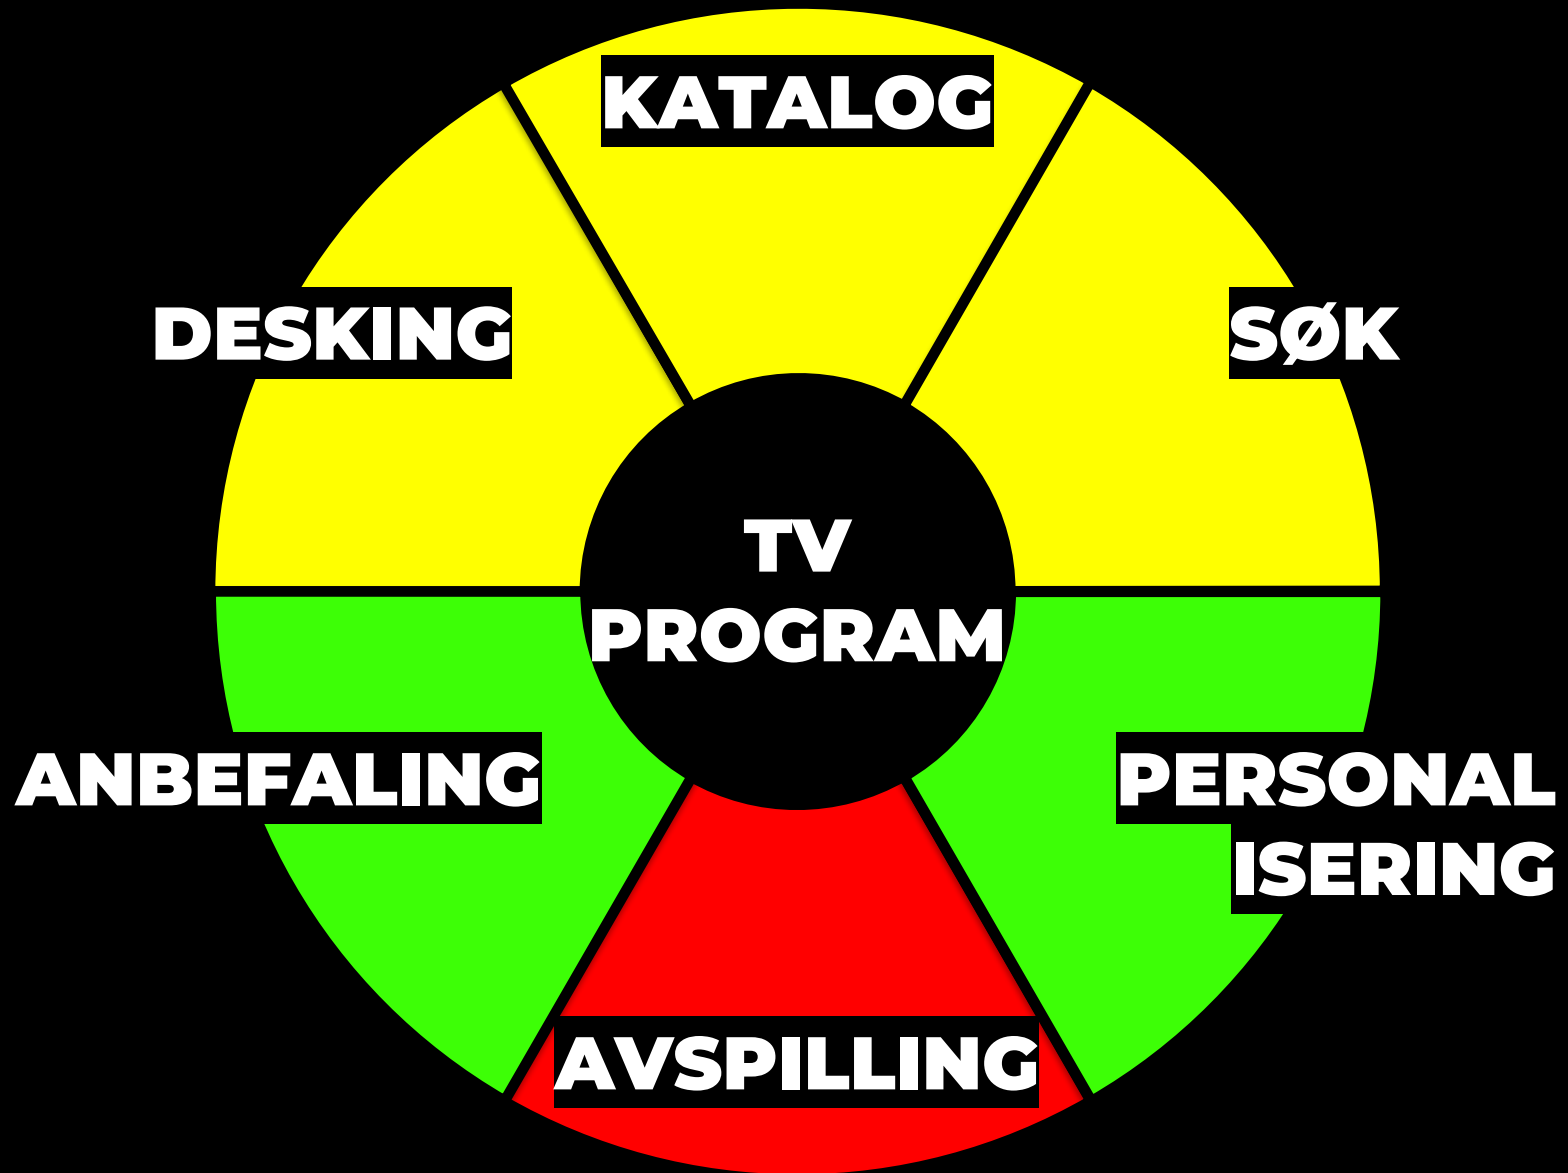 KATALOG
DESKING
SØK
TV
PROGRAM
ANBEFALING
PERSONAL
ISERING
AVSPILLING